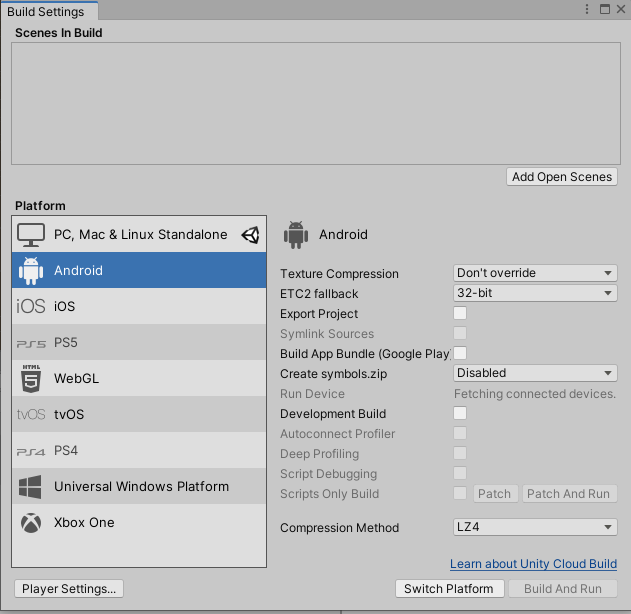 Build Settings
Scenes In Build
Add Open Scenes
Platform
PC, Mac & Linux Standalone
Android
iOS iOS
PS5 PS5
HTML 5 WebGL
tvOS tvOS
PS4 PS4
Universal Windows Platform
Xbox One
Android
Texture Compression Don't override
ETC2 fallback 32-bit
Export Project
Symlink Sources
Build App Bundle (Google Play)
Create symbols.zip Disabled
Run Device Fetching connected devices.
Development Build
Autoconnect Profiler
Deep Profiling
Script Debugging
Scripts Only Build Patch Patch And Run
Compression Method LZ4
Learn about Unity Cloud Build
Player Settings... Switch Platform Build And Run